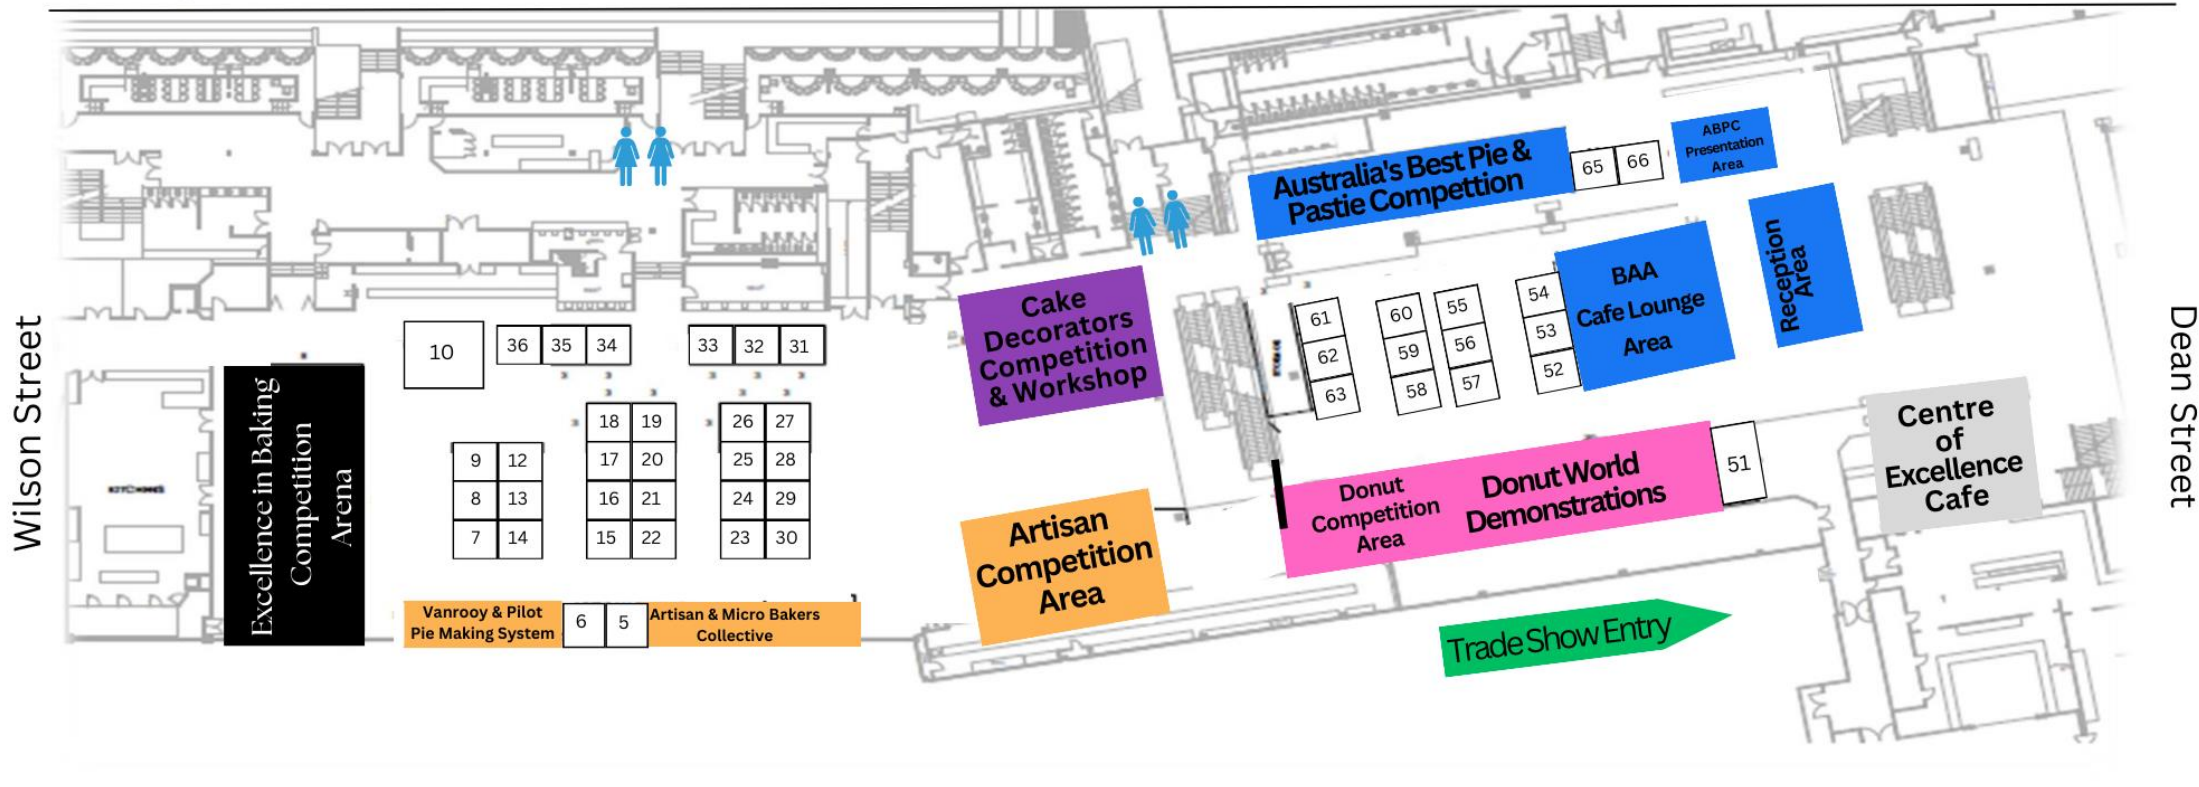 Wilson Street
Excellence in Baking
Competition
Arena
10
36 35 34
33 32 31
9 12
8 13
7 14
18 19
17 20
16 21
15 22
26 27
25 28
24 29
23 30
Vanrooy & Pilot
Pie Making System
6 5
Artisan & Micro Bakers
Collective
Cake
Decorators
Competition
& Workshop
Artisan
Competition
Area
Australia's Best Pie &
Pastie Compettion
65 66
ABPC
Presentation
Area
61
62
63
60
59
58
55
56
57
54
53
52
BAA
Cafe Lounge
Area
Reception
Area
Donut
Competition
Area
Donut World
Demonstrations
51
Centre
of
Excellence
Cafe
Trade Show Entry
Dean Street